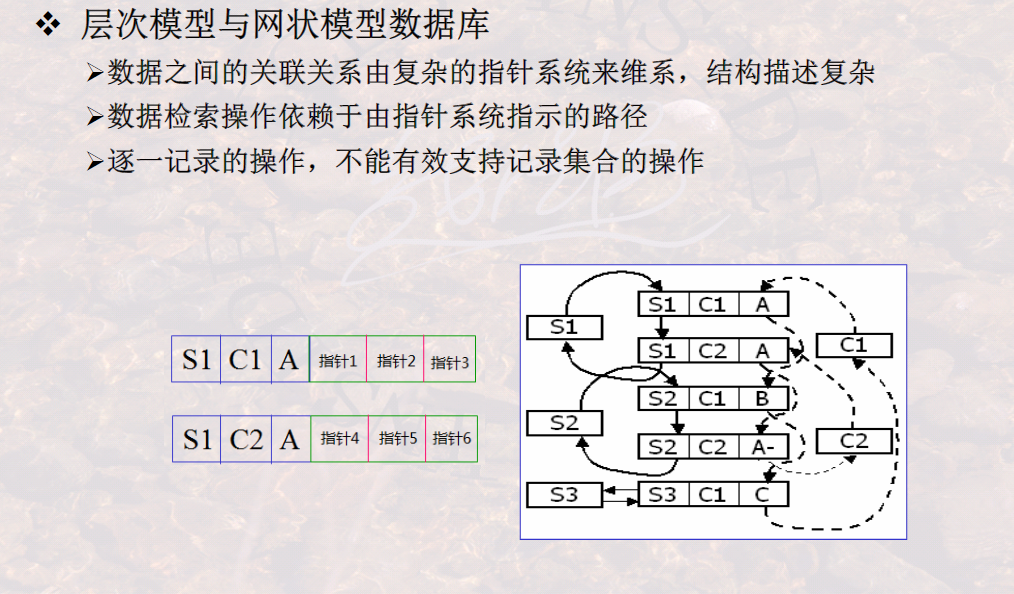 层次模型与网状模型数据库
数据之间的关联关系由复杂的指针系统来维系，结构描述复杂
数据检索操作依赖于由指针系统指示的路径
逐一记录的操作，不能有效支持记录集合的操作
S1 C1 A 指针1 指针2 指针3
S1 C2 A 指针4 指针5 指针6
S1 C1 A
S1
S1 C2 A
C1
S2 C1 B
S2
S2 C2 A-
C2
S3
S3 C1 C